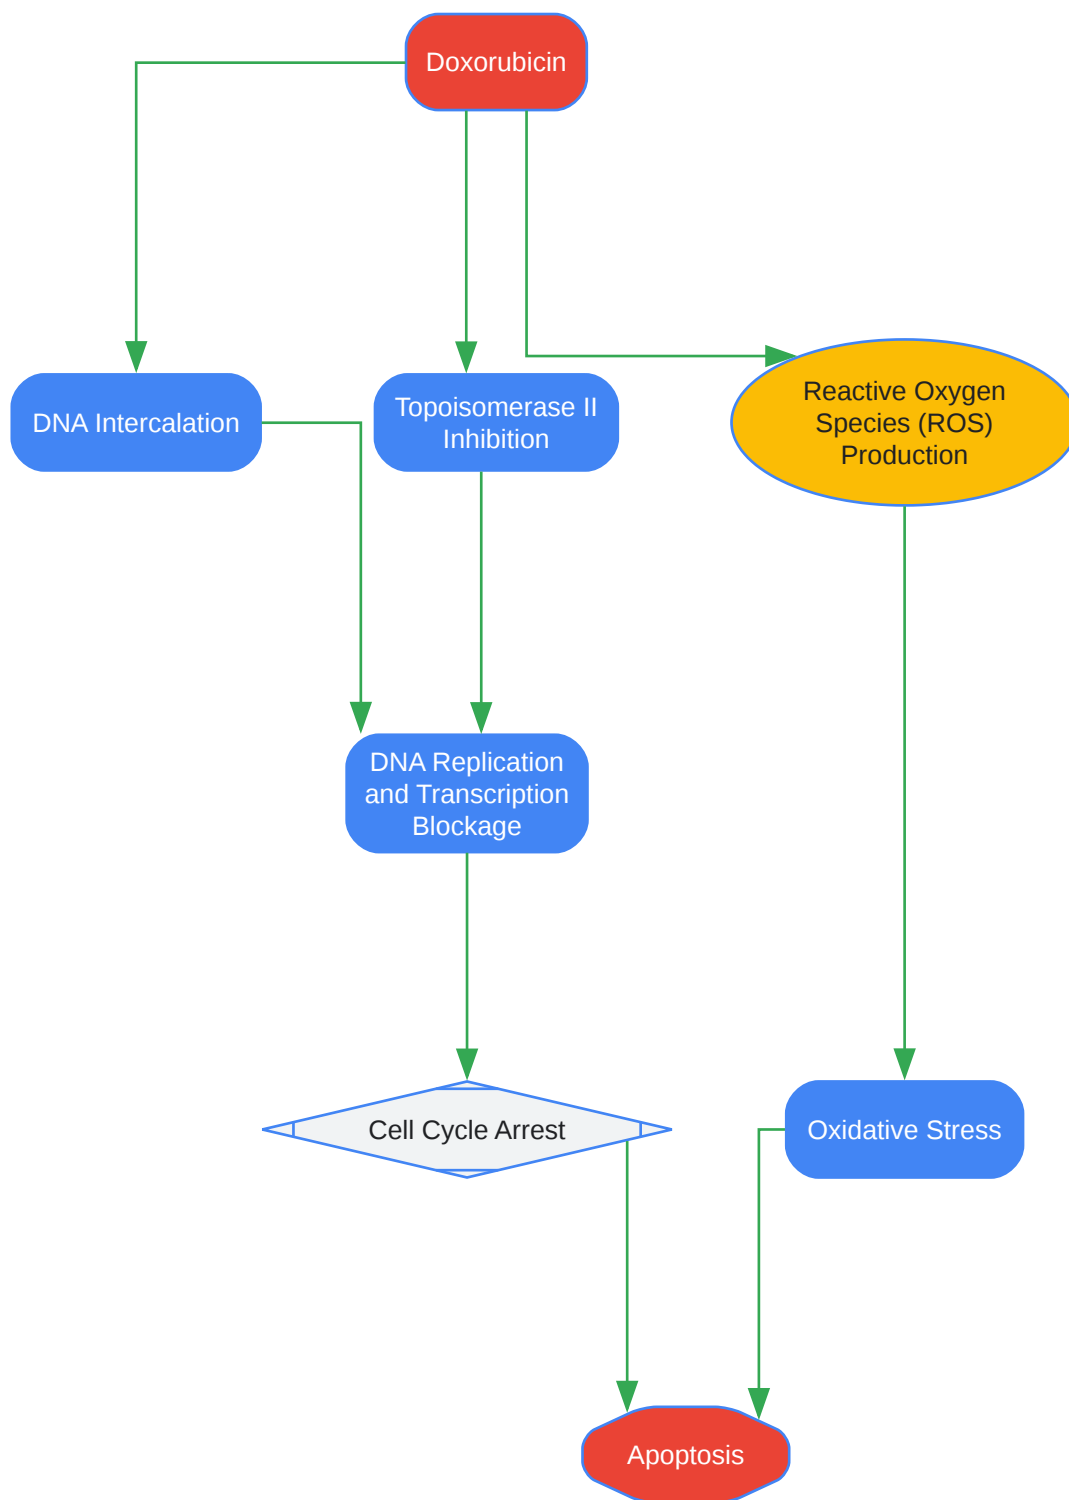 Doxorubicin
DNA Intercalation
Topoisomerase II
Inhibition
Reactive Oxygen
Species (ROS)
Production
DNA Replication
and Transcription
Blockage
Cell Cycle Arrest
Oxidative Stress
Apoptosis